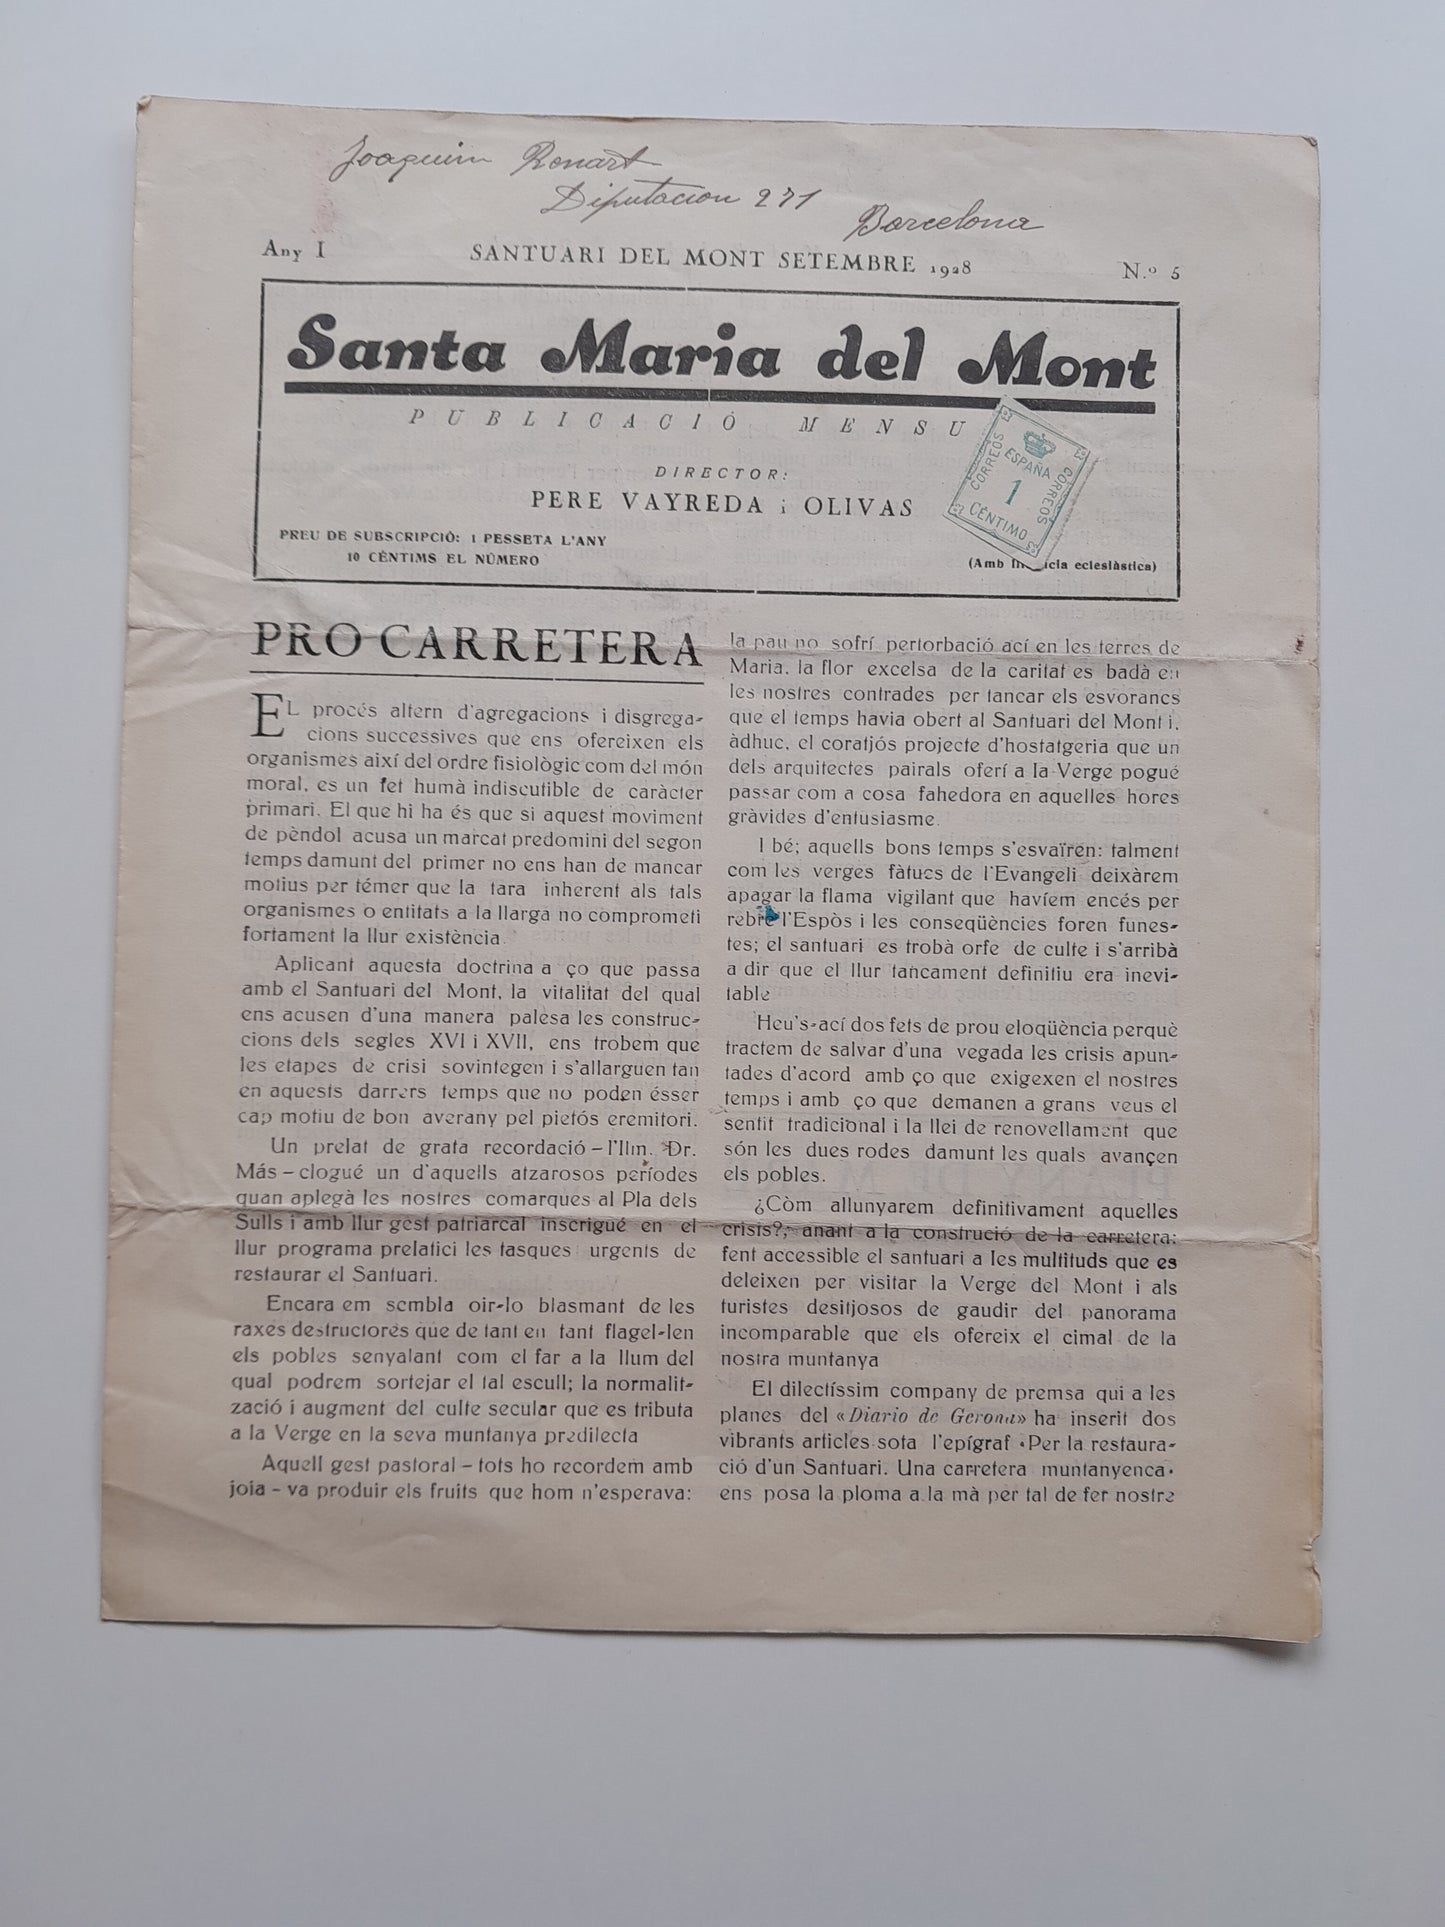 Joaquim Renart
Diputacion 271
Barcelona
Any I
SANTUARI DEL MONT SETEMBRE 1928
N.º 5
Santa Maria del Mont
PUBLICACIÓ MENSU
CORREOS
ESPAÑA
CORREOS
1
CÉNTIMO
DIRECTOR:
PERE VAYREDA i OLIVAS
PREU DE SUBSCRIPCIÓ: 1 PESSETA L'ANY
10 CÈNTIMS EL NÚMERO
(Amb ll cia eclesiàstica)
PRO CARRETERA
EL procés altern d'agregacions i disgrega-
cions successives que ens ofereixen els
organismes així del ordre fisiològic com del món
moral, es un fet humà indiscutible de caràcter
primari. El que hi ha és que si aquest moviment
de pèndol acusa un marcat predomini del segon
temps damunt del primer no ens han de mancar
motius per témer que la tara inherent als tals
organismes o entitats a la llarga no comprometi
fortament la llur existència.
Aplicant aquesta doctrina a ço que passa
amb el Santuari del Mont, la vitalitat del qual
ens acusen d'una manera palesa les construc-
cions dels segles XVI i XVII, ens trobem que
les etapes de crisi sovintegen i s'allarguen tan
en aquests darrers temps que no poden ésser
cap motiu de bon averany pel pietós eremitori.
Un prelat de grata recordació – l'Ilm. Dr.
Más – clogué un d'aquells atzarosos períodes
quan aplegà les nostres comarques al Pla dels
Sulls i amb llur gest patriarcal inscrigué en el
llur programa prelatici les tasques urgents de
restaurar el Santuari.
Encara em sembla oir-lo blasmant de les
raxes destructores que de tant en tant flagel-len
els pobles senyalant com el far a la llum del
qual podrem sortejar el tal escull; la normalit-
zació i augment del culte secular que es tributa
a la Verge en la seva muntanya predilecta
Aquell gest pastoral – tots ho recordem amb
joia – va produir els fruits que hom n'esperava:
la pau no sofrí pertorbació ací en les terres de
Maria, la flor excelsa de la caritat es badà en
les nostres contrades per tancar els esvorancs
que el temps havia obert al Santuari del Mont i,
àdhuc, el coratjós projecte d'hostatgeria que un
dels arquitectes pairals oferí a la Verge pogué
passar com a cosa fahedora en aquelles hores
gràvides d'entusiasme.
I bé; aquells bons temps s'esvaïren: talment
com les verges fàtues de l'Evangeli deixàrem
apagar la flama vigilant que havíem encés per
rebre l'Espòs i les conseqüències foren funes-
tes; el santuari es trobà orfe de culte i s'arribà
a dir que el llur tancament definitiu era inevi-
table
Heu's-ací dos fets de prou eloqüència perquè
tractem de salvar d'una vegada les crisis apun-
tades d'acord amb ço que exigexen el nostres
temps i amb ço que demanen a grans veus el
sentit tradicional i la llei de renovellament que
són les dues rodes damunt les quals avançen
els pobles.
¿Còm allunyarem definitivament aquelles
crisis?; anant a la construció de la carretera;
fent accessible el santuari a les multituds que es
deleixen per visitar la Verge del Mont i als
turistes desitjosos de gaudir del panorama
incomparable que els ofereix el cimal de la
nostra muntanya
El dilectíssim company de premsa qui a les
planes del «Diario de Gerona» ha inserit dos
vibrants articles sota l'epígraf «Per la restaura-
ció d'un Santuari. Una carretera muntanyenca»
ens posa la ploma a la mà per tal de fer nostre